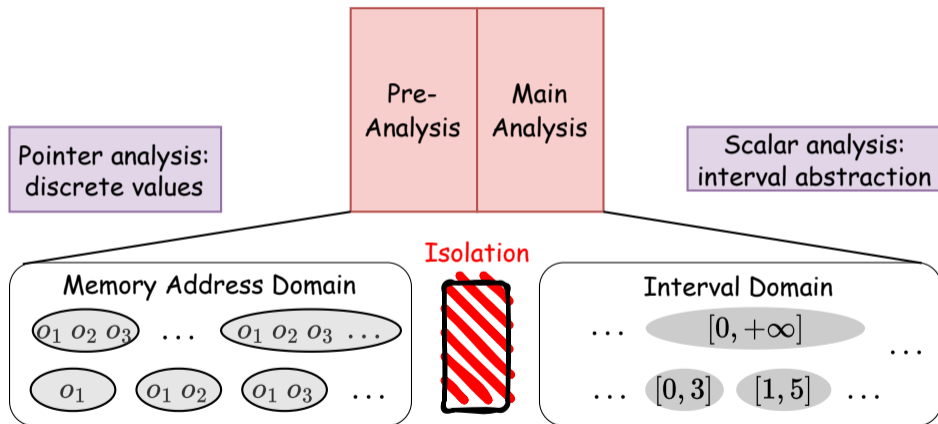 Pre-
Analysis
Main
Analysis
Pointer analysis:
discrete values
Scalar analysis:
interval abstraction
Isolation
Memory Address Domain
o₁ o₂ o₃ ... o₁ o₂ o₃ ...
o₁ o₁ o₂ o₁ o₃ ...
Interval Domain
... [0, +∞] ...
... [0, 3] [1, 5] ...